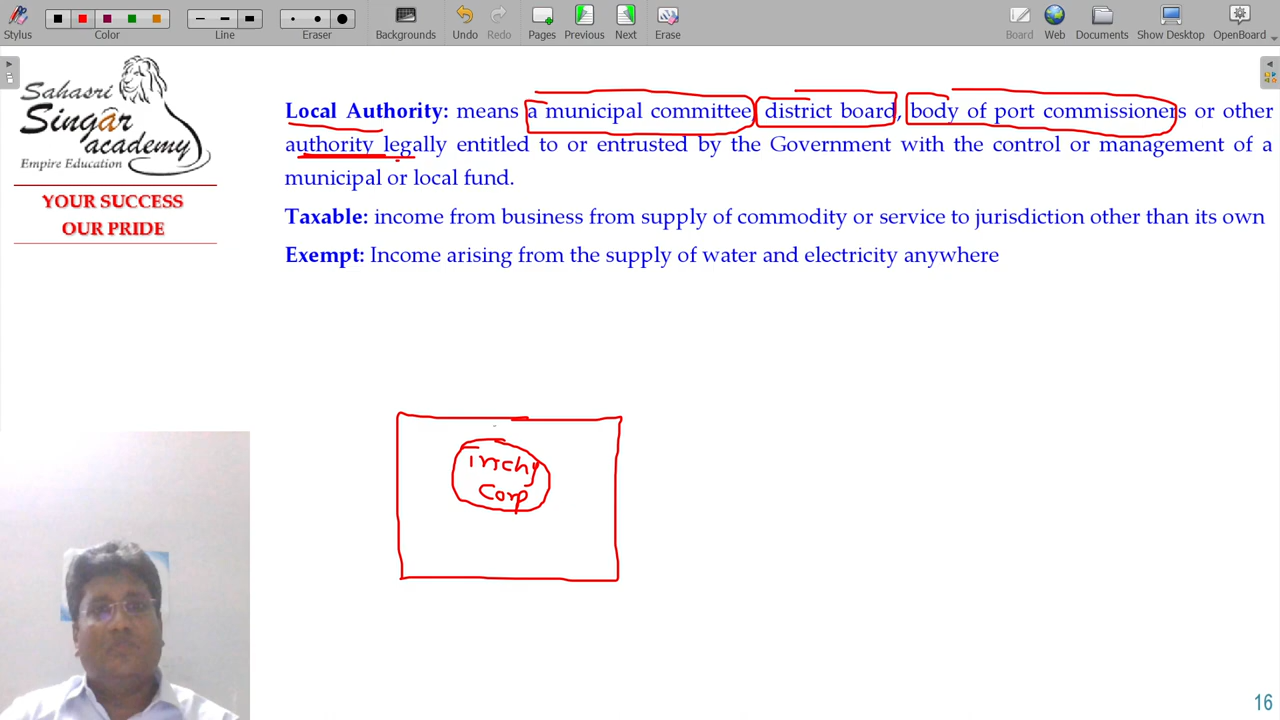 Stylus
Color
Line
Eraser
Backgrounds
Undo
Redo
Pages
Previous
Next
Erase
Board
Web
Documents
Show Desktop
OpenBoard
Sahasri
Singar
academy
Empire Education
YOUR SUCCESS
OUR PRIDE
Local Authority: means a municipal committee, district board, body of port commissioners or other
authority legally entitled to or entrusted by the Government with the control or management of a
municipal or local fund.
Taxable: income from business from supply of commodity or service to jurisdiction other than its own
Exempt: Income arising from the supply of water and electricity anywhere
Trichy
Corp
16